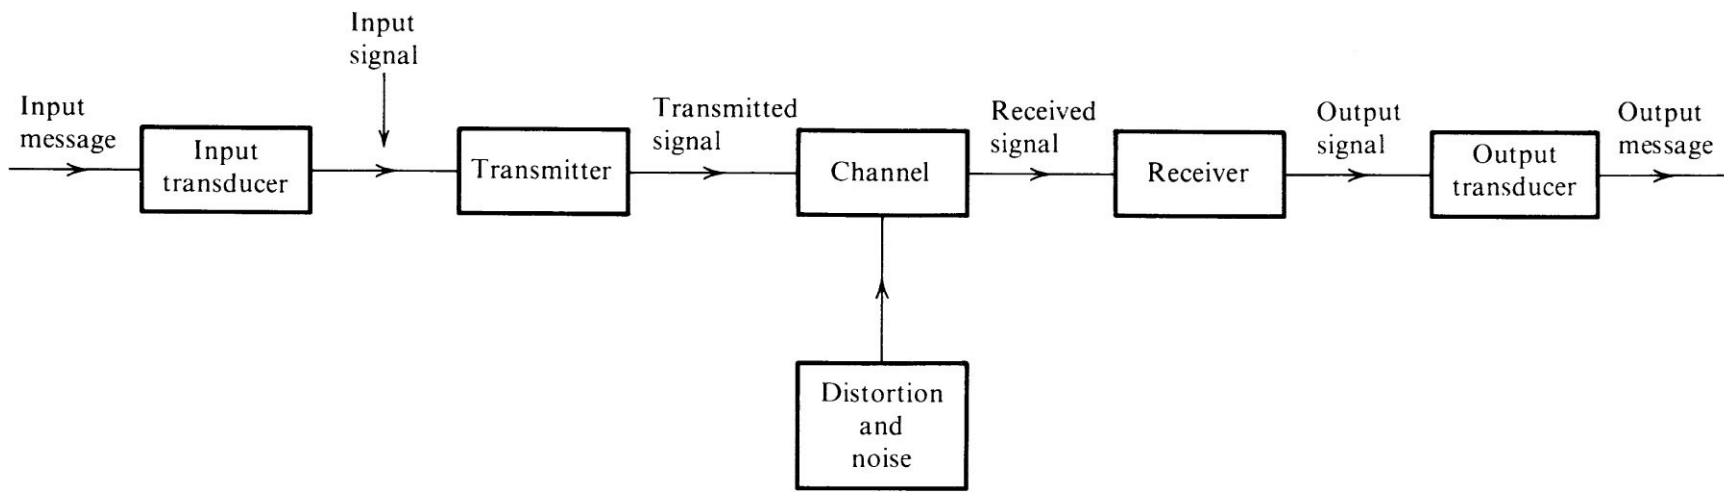 Input
signal
Input
message
Input
transducer
Transmitter
Transmitted
signal
Channel
Received
signal
Receiver
Output
signal
Output
transducer
Output
message
Distortion
and
noise